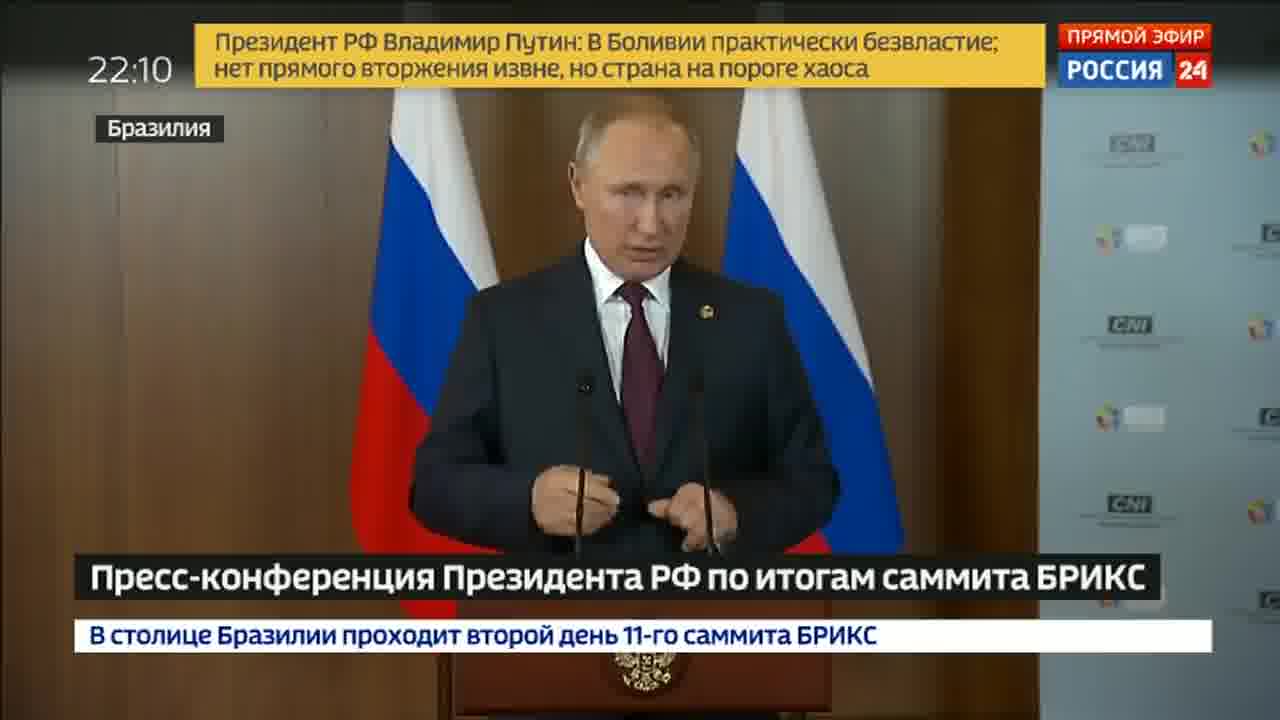 22:10
Президент РФ Владимир Путин: В Боливии практически безвластие;
нет прямого вторжения извне, но страна на пороге хаоса
ПРЯМОЙ ЭФИР
РОССИЯ 24
Бразилия
CNI
CNI
CNI
Пресс-конференция Президента РФ по итогам саммита БРИКС
В столице Бразилии проходит второй день 11-го саммита БРИКС